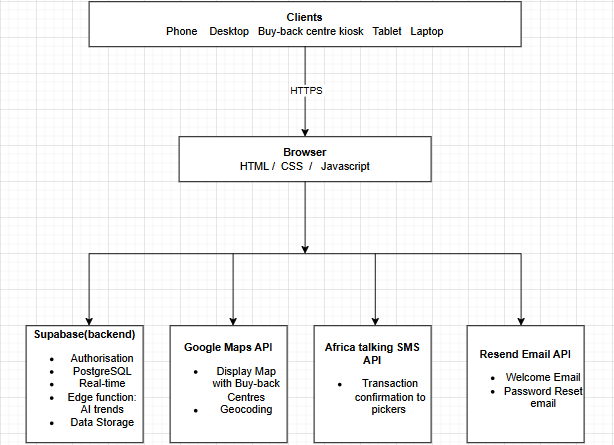 Clients
Phone Desktop Buy-back centre kiosk Tablet Laptop
HTTPS
Browser
HTML / CSS / Javascript
Supabase(backend)
• Authorisation
• PostgreSQL
• Real-time
• Edge function:
AI trends
• Data Storage
Google Maps API
• Display Map
with Buy-back
Centres
• Geocoding
Africa talking SMS
API
• Transaction
confirmation to
pickers
Resend Email API
• Welcome Email
• Password Reset
email